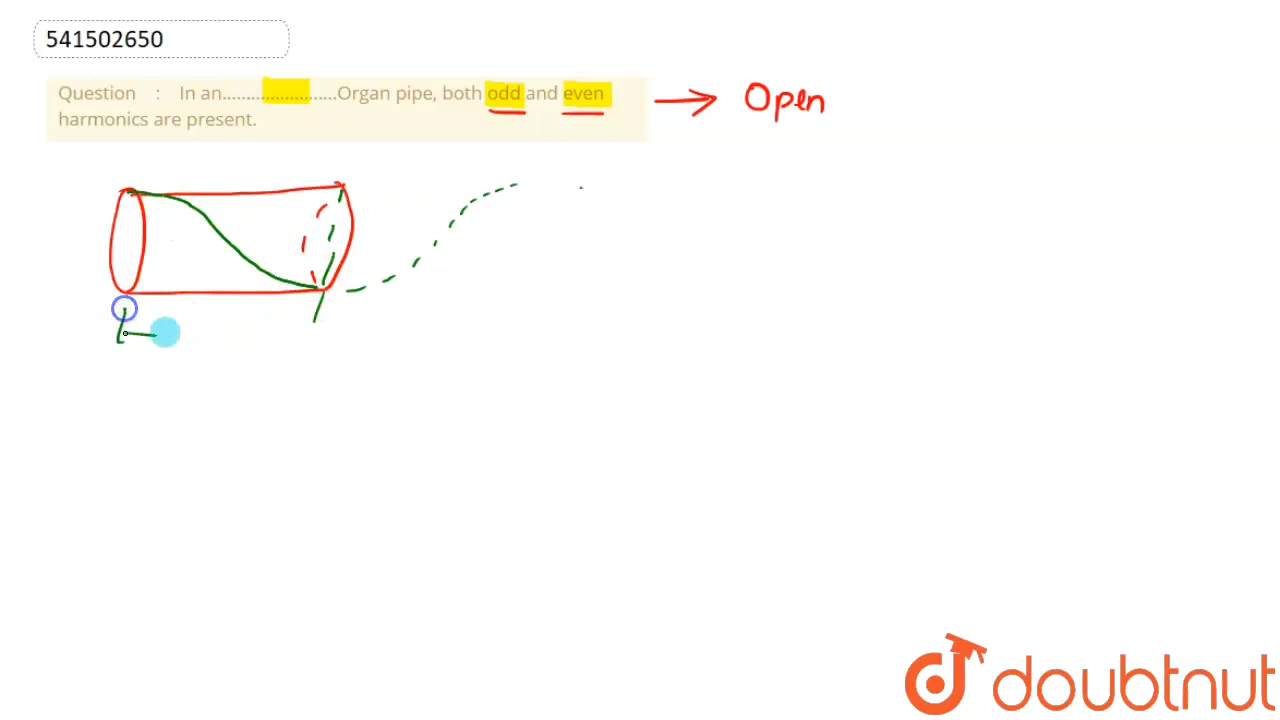 541502650
Question : In an.......................Organ pipe, both odd and even
harmonics are present.
Open
doubtnut